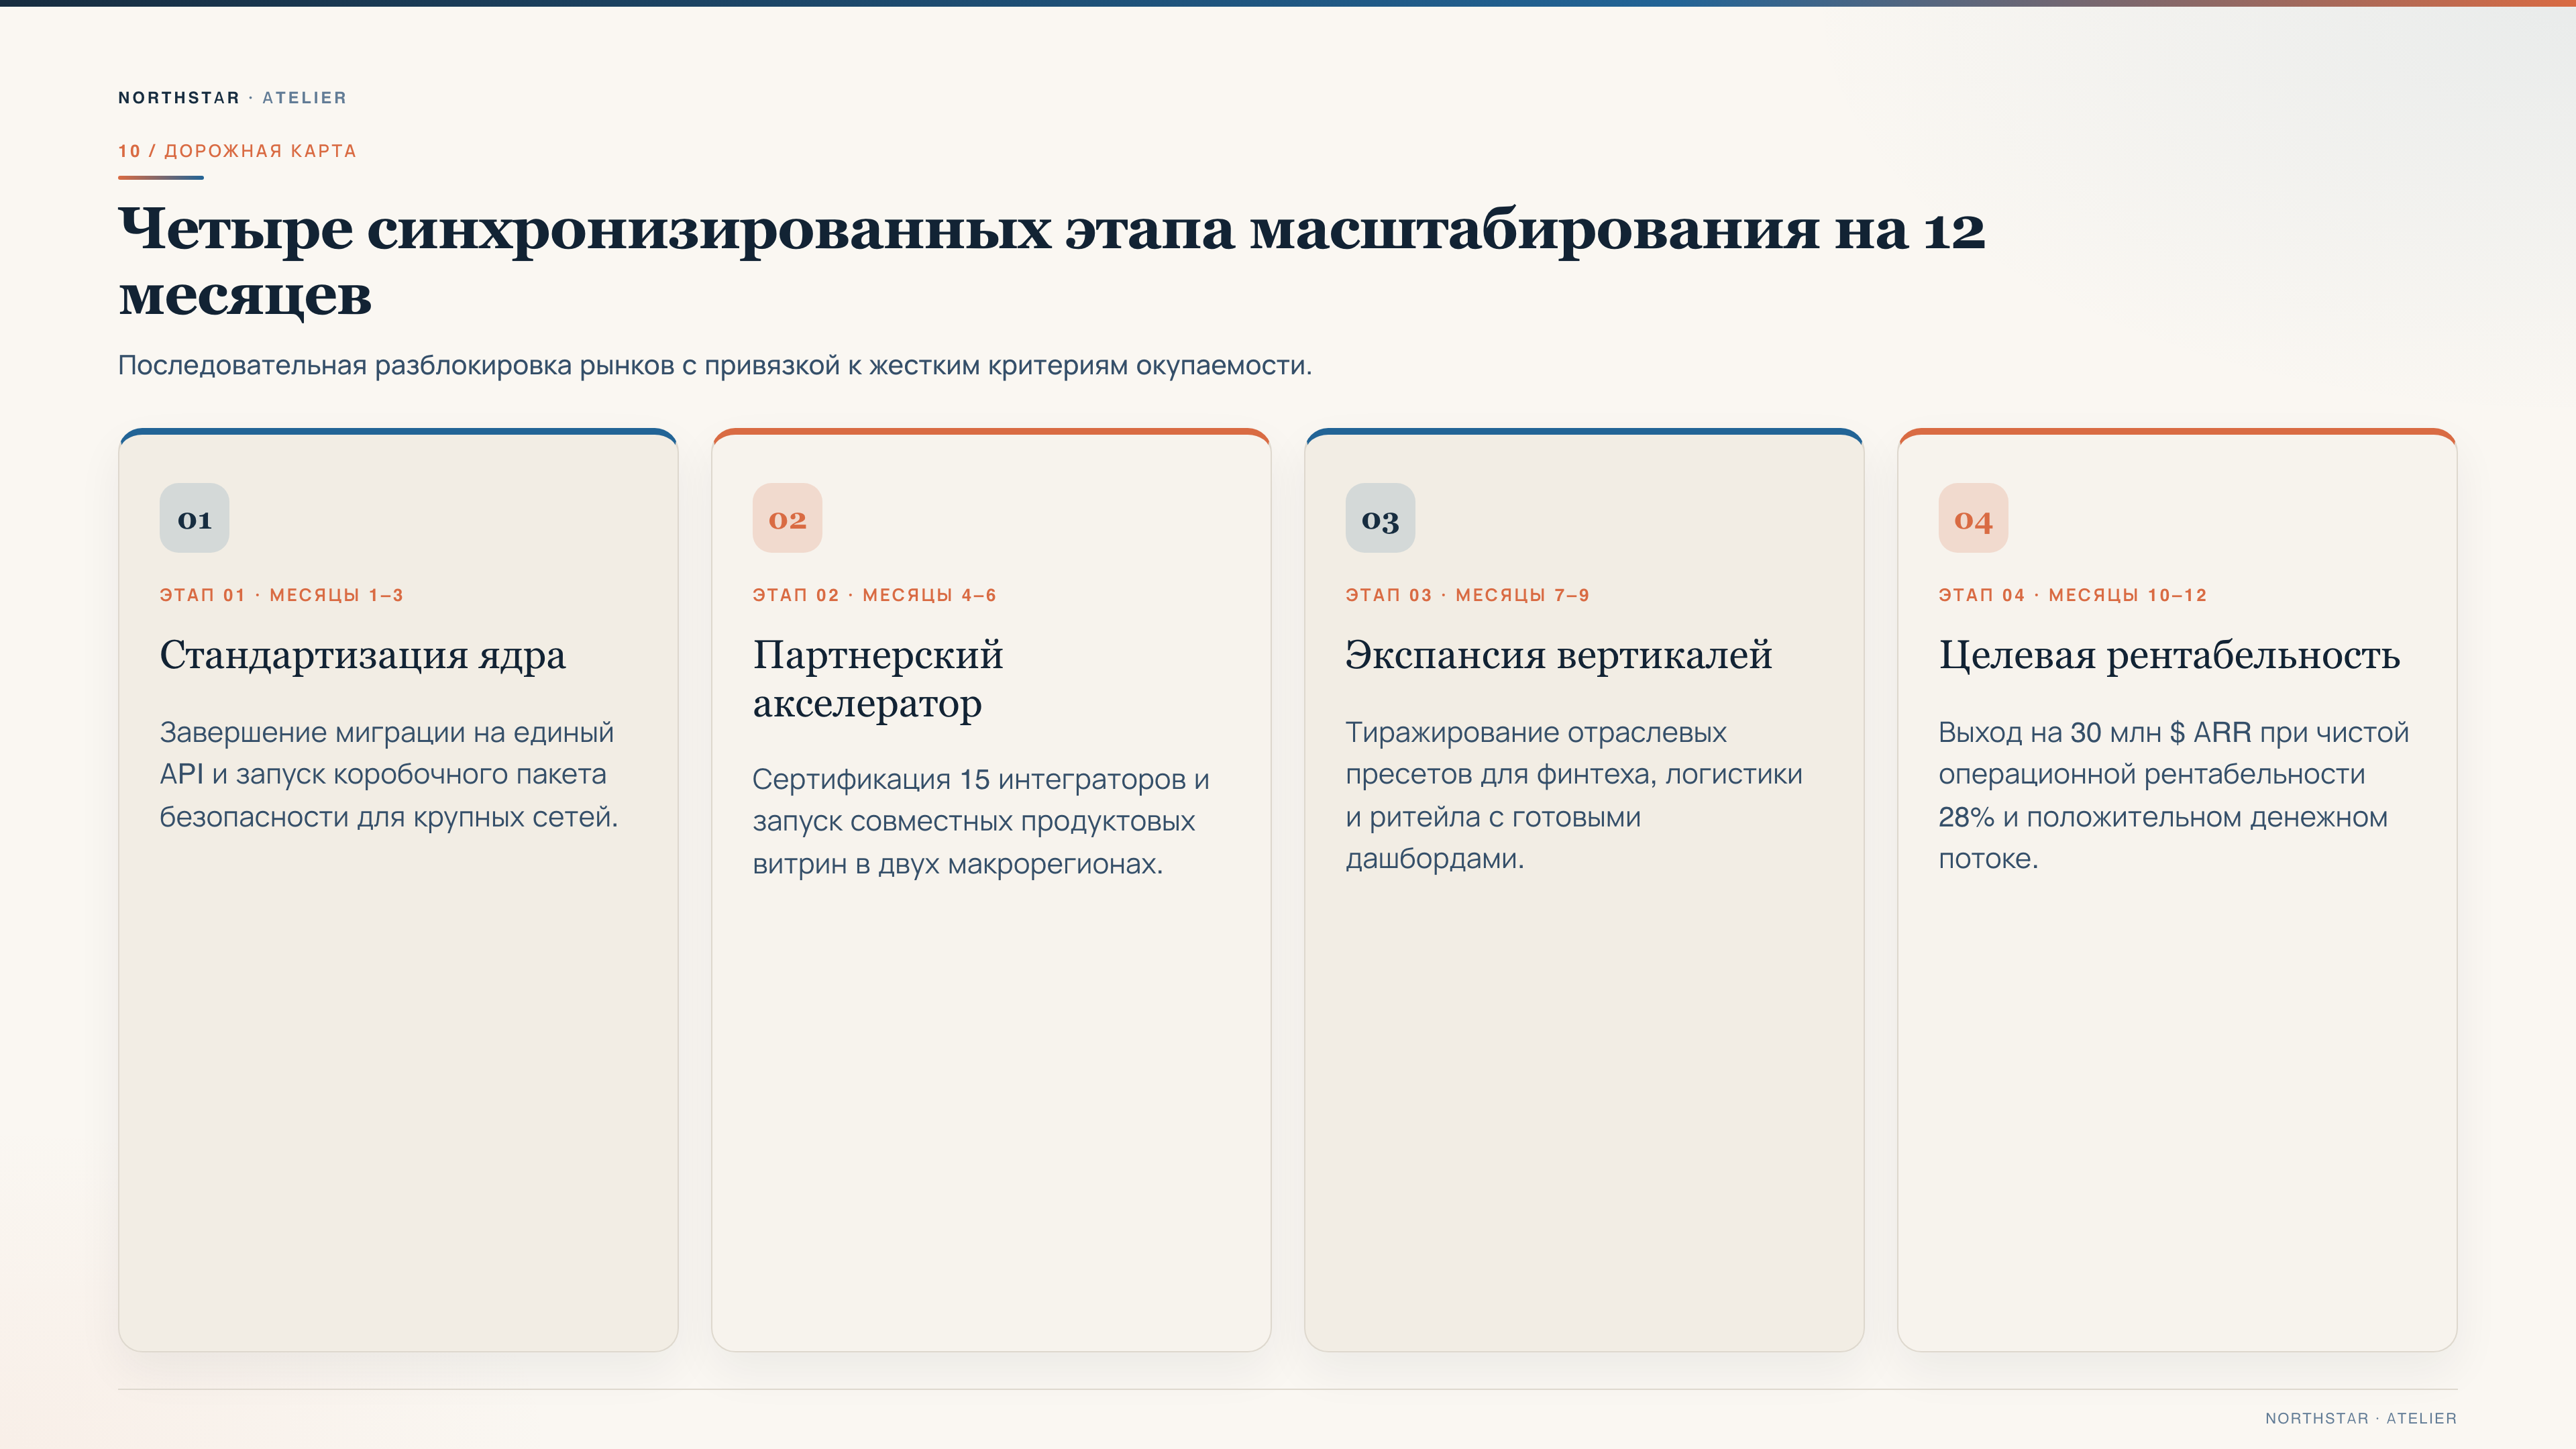 NORTHSTAR · ATELIER
10 / ДОРОЖНАЯ КАРТА
Четыре синхронизированных этапа масштабирования на 12
месяцев
Последовательная разблокировка рынков с привязкой к жестким критериям окупаемости.
01
ЭТАП 01 · МЕСЯЦЫ 1–3
Стандартизация ядра
Завершение миграции на единый
API и запуск коробочного пакета
безопасности для крупных сетей.
02
ЭТАП 02 · МЕСЯЦЫ 4–6
Партнерский
акселератор
Сертификация 15 интеграторов и
запуск совместных продуктовых
витрин в двух макрорегионах.
03
ЭТАП 03 · МЕСЯЦЫ 7–9
Экспансия вертикалей
Тиражирование отраслевых
пресетов для финтеха, логистики
и ритейла с готовыми
дашбордами.
04
ЭТАП 04 · МЕСЯЦЫ 10–12
Целевая рентабельность
Выход на 30 млн $ ARR при чистой
операционной рентабельности
28% и положительном денежном
потоке.
NORTHSTAR · ATELIER